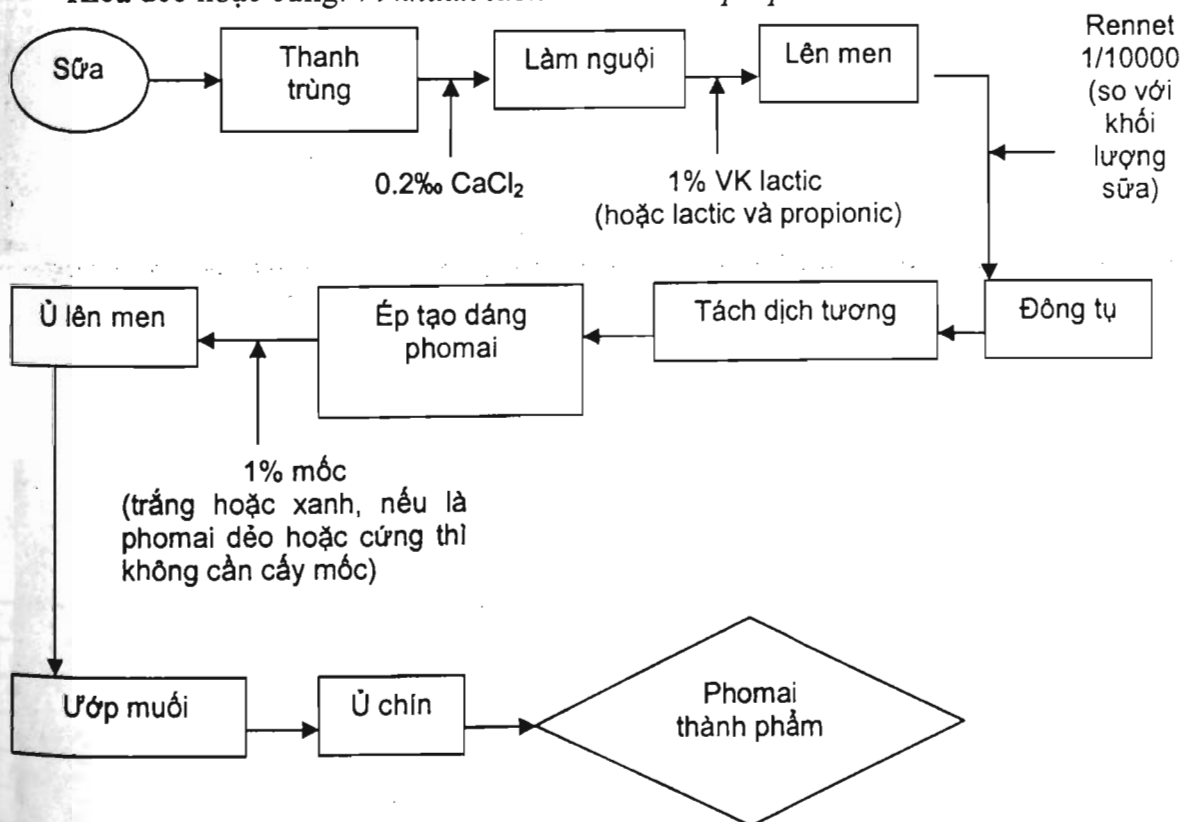 hoặc
Sữa
Thanh
trùng
Làm nguội
Lên men
Rennet
1/10000
(so với
khối
lượng
sữa)
0.2‰ CaCl₂
1% VK lactic
(hoặc lactic và propionic)
Đông tụ
Tách dịch tương
Ép tạo dáng
phomai
Ủ lên men
1% mốc
(trắng hoặc xanh, nếu là
phomai dẻo hoặc cứng thì
không cần cấy mốc)
Ướp muối
Ủ chín
Phomai
thành phẩm